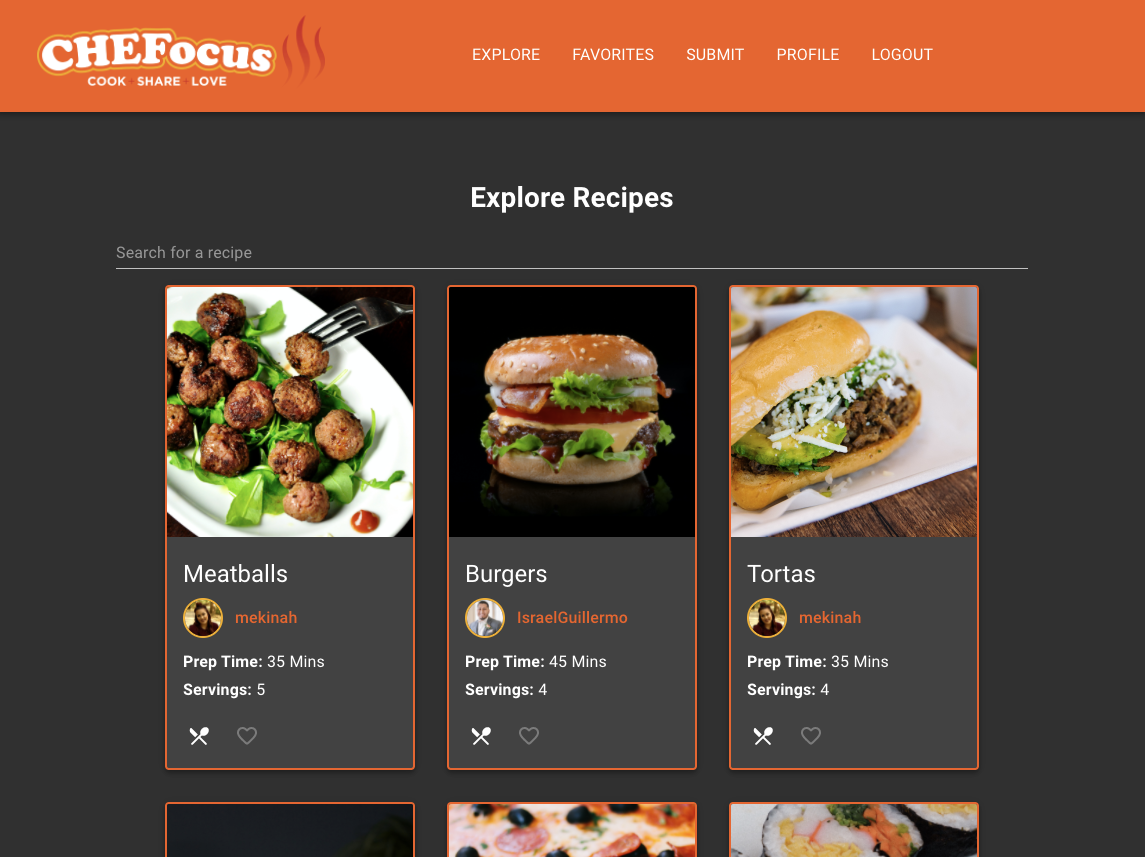 CHEFocus
COOK + SHARE + LOVE
EXPLORE FAVORITES SUBMIT PROFILE LOGOUT
Explore Recipes
Search for a recipe
Meatballs
mekinah
Prep Time: 35 Mins
Servings: 5
Burgers
IsraelGuillermo
Prep Time: 45 Mins
Servings: 4
Tortas
mekinah
Prep Time: 35 Mins
Servings: 4